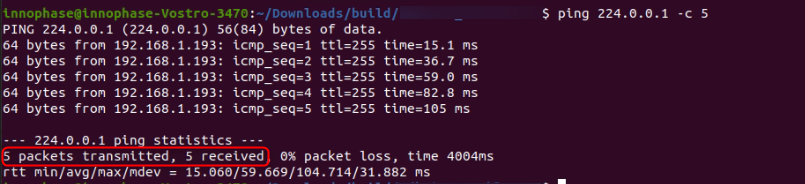 innophase@innophase-Vostro-3470:~/Downloads/build/ _ $ ping 224.0.0.1 -c 5
PING 224.0.0.1 (224.0.0.1) 56(84) bytes of data.
64 bytes from 192.168.1.193: icmp_seq=1 ttl=255 time=15.1 ms
64 bytes from 192.168.1.193: icmp_seq=2 ttl=255 time=36.7 ms
64 bytes from 192.168.1.193: icmp_seq=3 ttl=255 time=59.0 ms
64 bytes from 192.168.1.193: icmp_seq=4 ttl=255 time=82.8 ms
64 bytes from 192.168.1.193: icmp_seq=5 ttl=255 time=105 ms
--- 224.0.0.1 ping statistics ---
5 packets transmitted, 5 received, 0% packet loss, time 4004ms
rtt min/avg/max/mdev = 15.060/59.669/104.714/31.882 ms